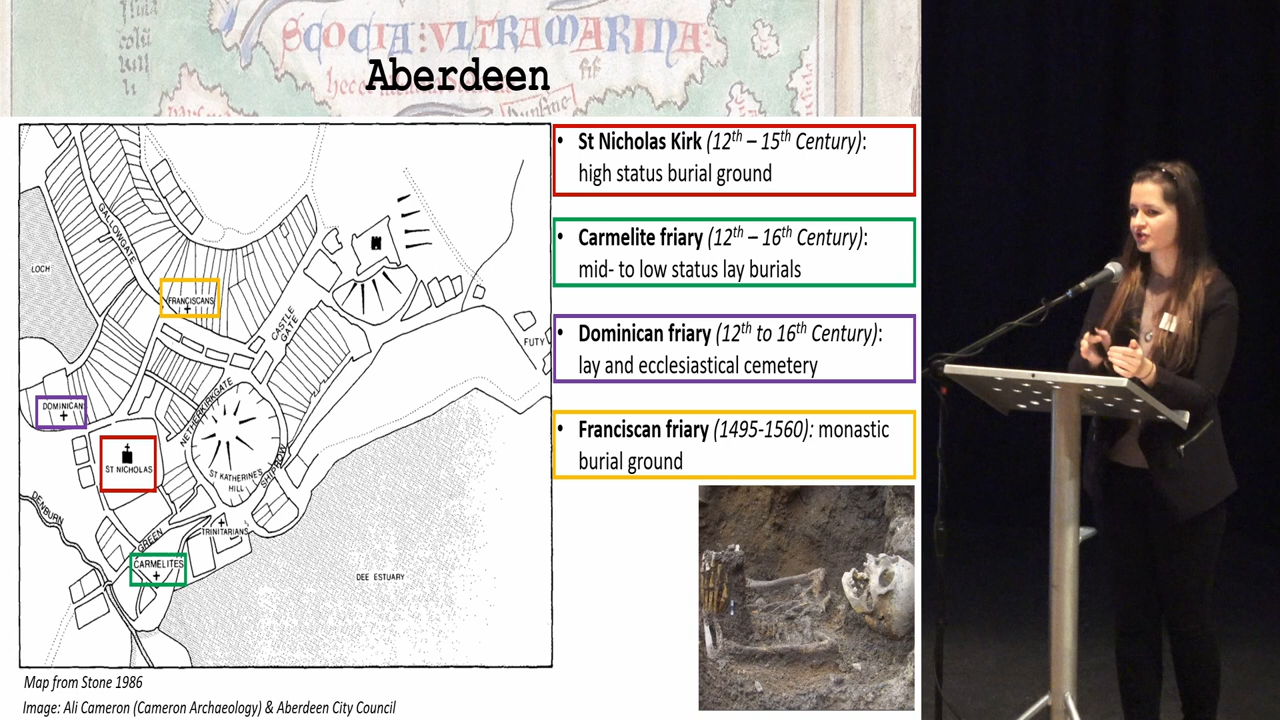 SCOCIA : VLTRAMARINA :
Aberdeen
GALLOWGATE
LOCH
FRANCISCANS
CASTLE
GATE
FUTY
DOMINICAN
NETHERKIRKGATE
ST NICHOLAS
ST KATHERINE'S
HILL
SHIPROW
DENBURN
TRINITARIANS
GREEN
CARMELITES
DEE ESTUARY
• St Nicholas Kirk (12th – 15th Century):
high status burial ground
• Carmelite friary (12th – 16th Century):
mid- to low status lay burials
• Dominican friary (12th to 16th Century):
lay and ecclesiastical cemetery
• Franciscan friary (1495-1560): monastic
burial ground
Map from Stone 1986
Image: Ali Cameron (Cameron Archaeology) & Aberdeen City Council